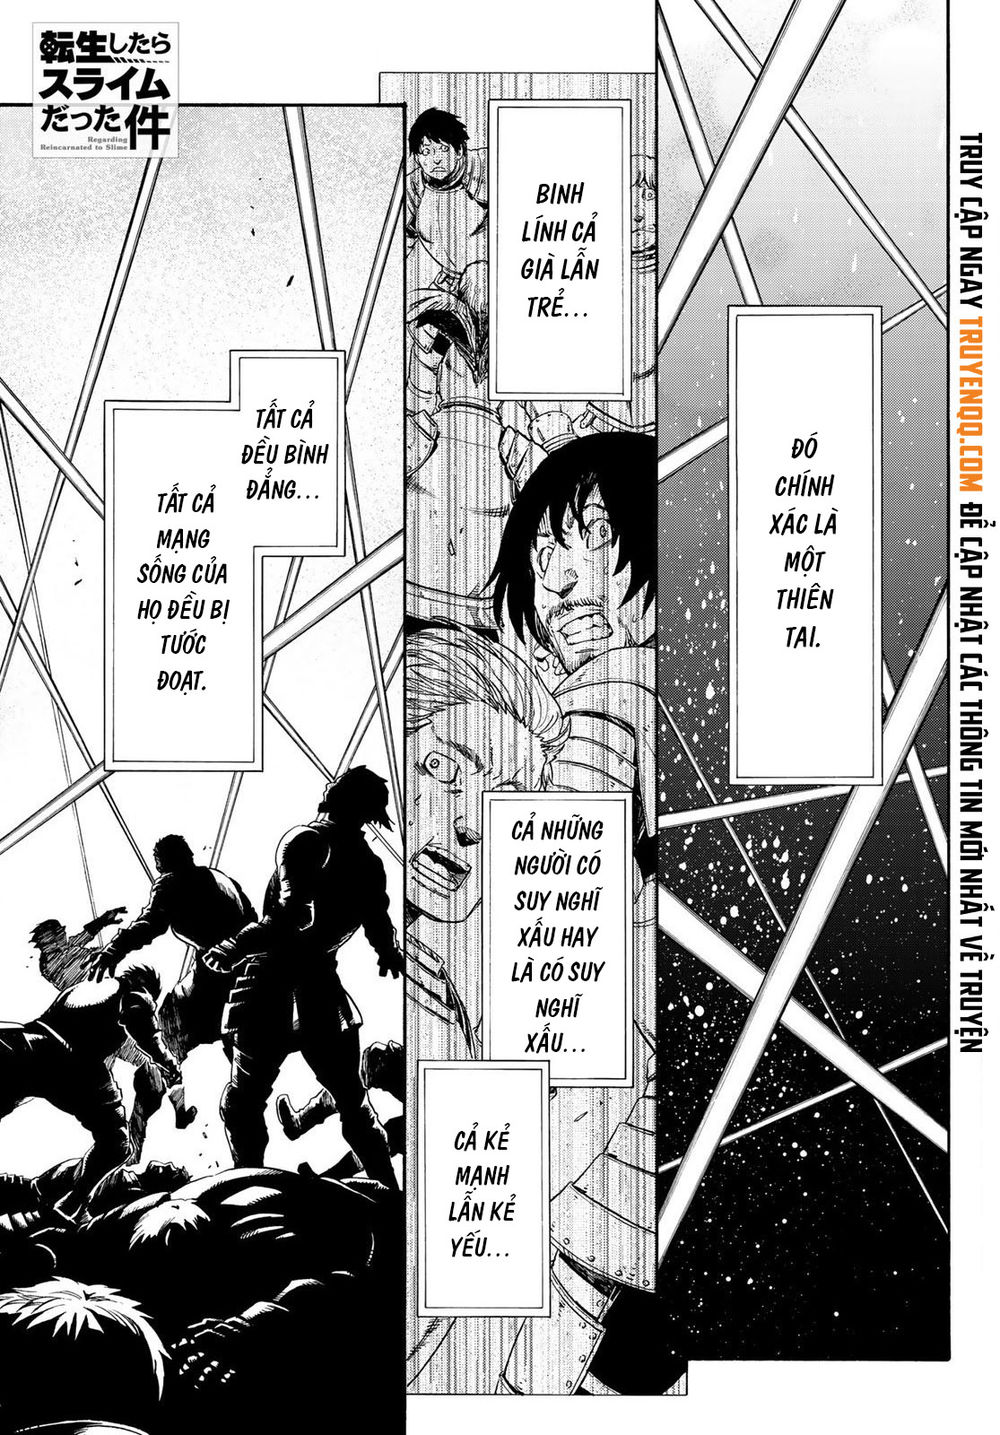 転生したら
スライム
だった件
Regarding
Reincarnated to Slime
ĐÓ
CHÍNH
XÁC LÀ
MỘT
THIÊN
TAI.
BINH
LÍNH CẢ
GIÀ LẪN
TRẺ...
CẢ NHỮNG
NGƯỜI CÓ
SUY NGHĨ
XẤU HAY
LÀ CÓ SUY
NGHĨ
XẤU...
CẢ KẺ
MẠNH
LẪN KẺ
YẾU...
TẤT CẢ
ĐỀU BÌNH
ĐẲNG...
TẤT CẢ
MẠNG
SỐNG CỦA
HỌ ĐỀU BỊ
TƯỚC
ĐOẠT.
TRUY CẬP NGAY TRUYENQQ.COM ĐỂ CẬP NHẬT CÁC THÔNG TIN MỚI NHẤT VỀ TRUYỆN